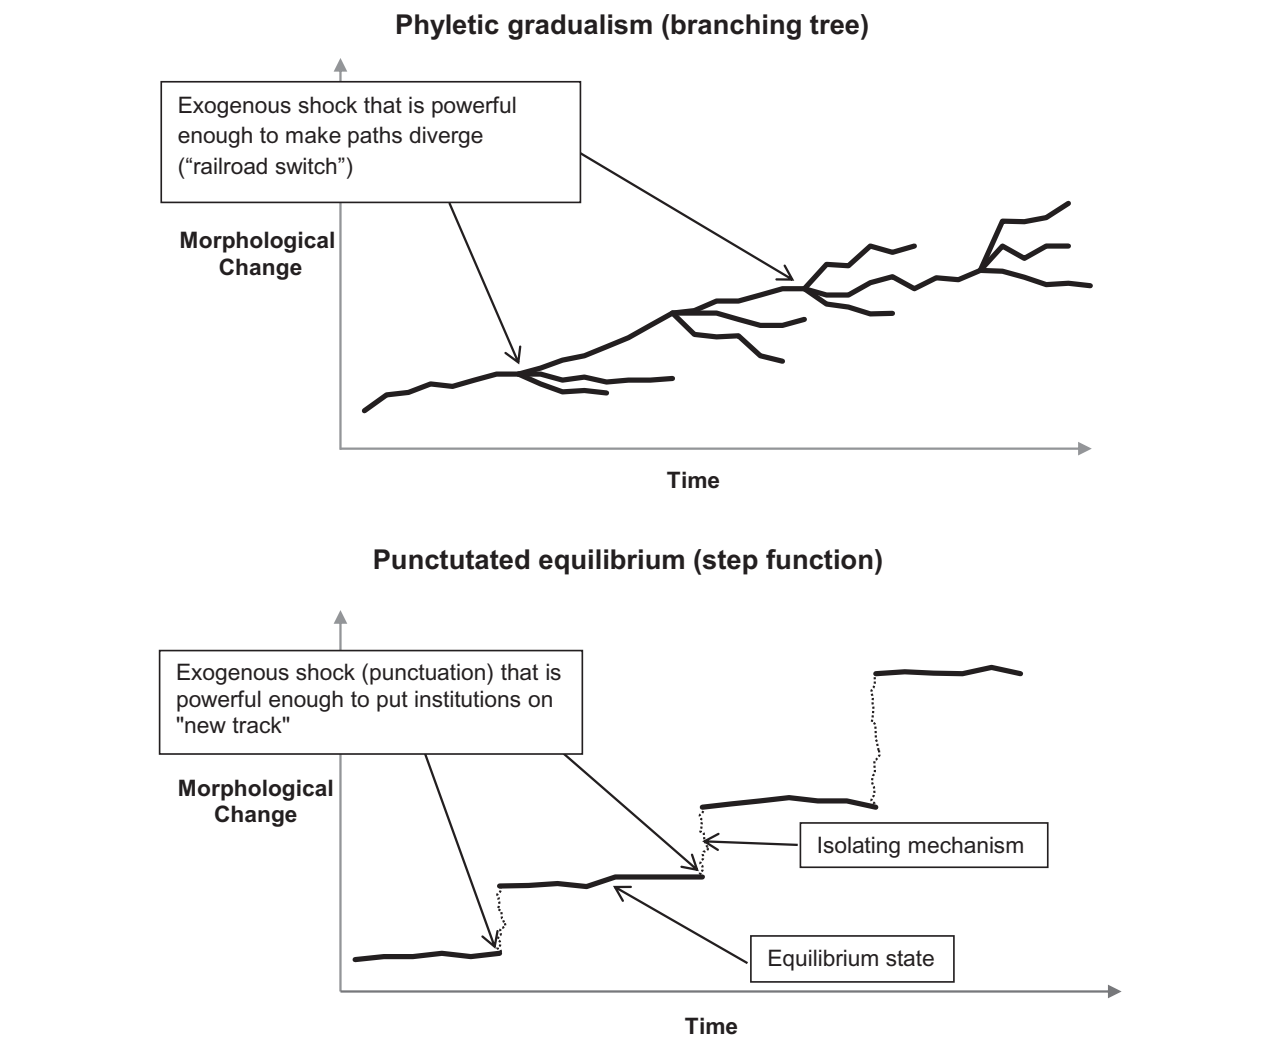 Phyletic gradualism (branching tree)
Exogenous shock that is powerful
enough to make paths diverge
(“railroad switch”)
Morphological
Change
Time
Punctutated equilibrium (step function)
Exogenous shock (punctuation) that is
powerful enough to put institutions on
"new track"
Morphological
Change
Isolating mechanism
Equilibrium state
Time